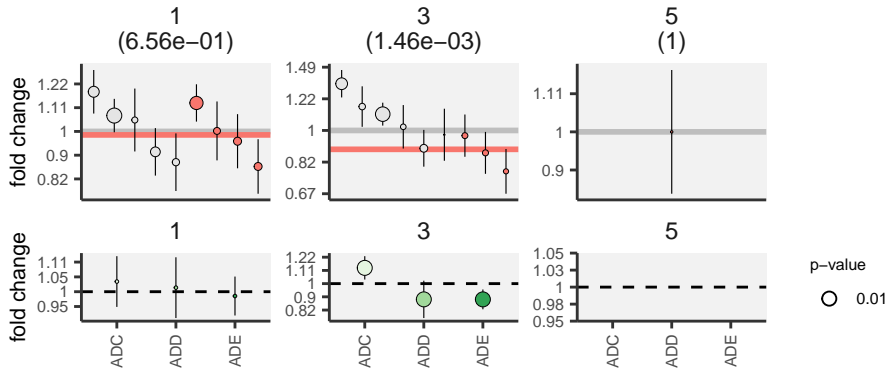 1
(6.56e−01)
3
(1.46e−03)
5
(1)
fold change
1.22
1.11
1
0.9
0.82
1.49
1.22
1
0.82
0.67
1.11
1
0.9
1
3
5
fold change
1.11
1.05
1
0.95
1.22
1.11
1
0.9
0.82
1.05
1.03
1
0.98
0.95
ADC
ADD
ADE
ADC
ADD
ADE
ADC
ADD
ADE
p−value
0.01